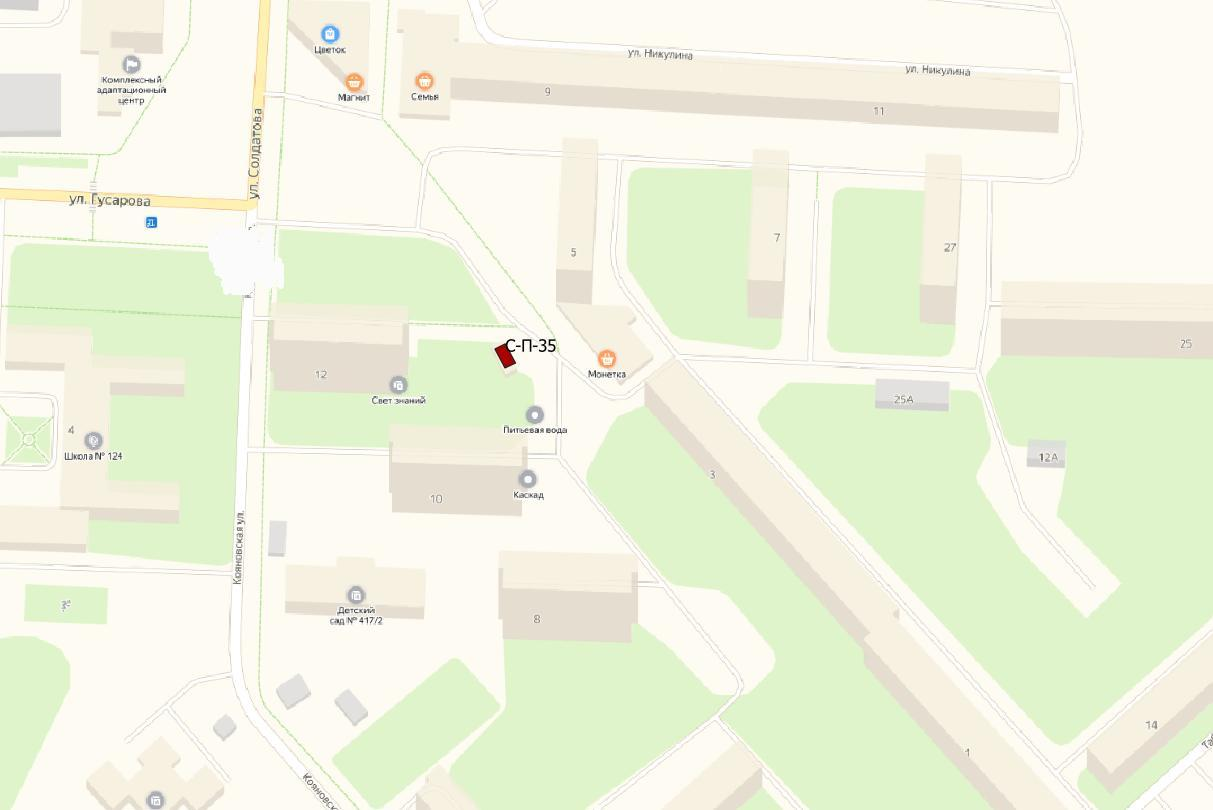 ул. Никулина
ул. Никулина
Цветок
Комплексный
адаптационный
центр
Магнит
Семья
9
11
ул. Солдатова
ул. Гусарова
5
7
27
С-П-35
25
12
Монетка
Свет знаний
25А
Питьевая вода
4
Школа № 124
12А
3
Каскад
10
Кояновская ул.
Детский
сад № 417/2
8
14
1
Кояновск